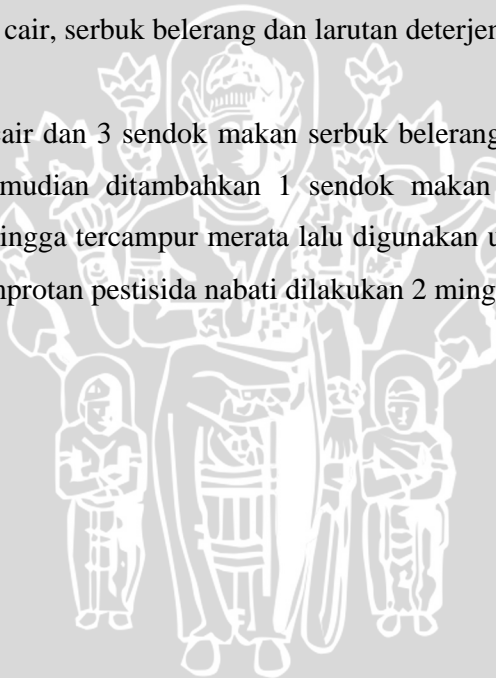 cair, serbuk belerang dan larutan deterjen
air dan 3 sendok makan serbuk belerang
mudian ditambahkan 1 sendok makan
ingga tercampur merata lalu digunakan u
nprotan pestisida nabati dilakukan 2 ming